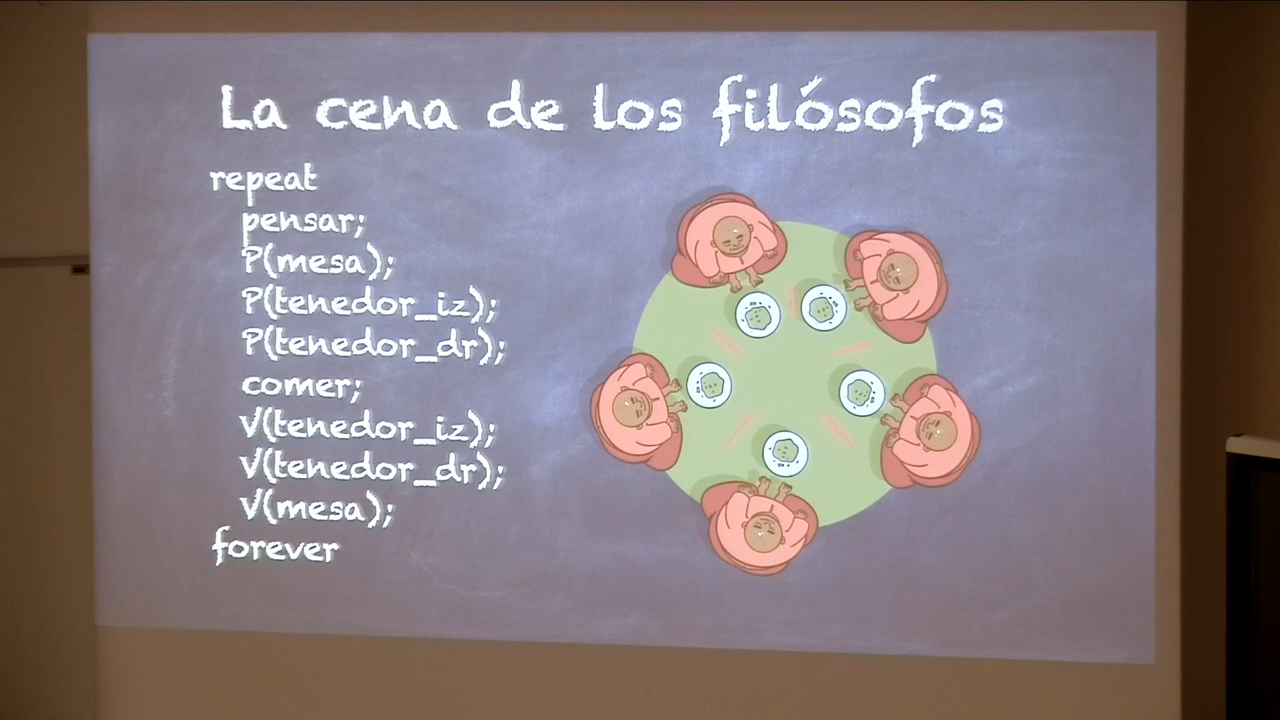 La cena de los filósofos
repeat
pensar;
P(mesa);
P(tenedor_iz);
P(tenedor_dr);
comer;
V(tenedor_iz);
V(tenedor_dr);
V(mesa);
forever